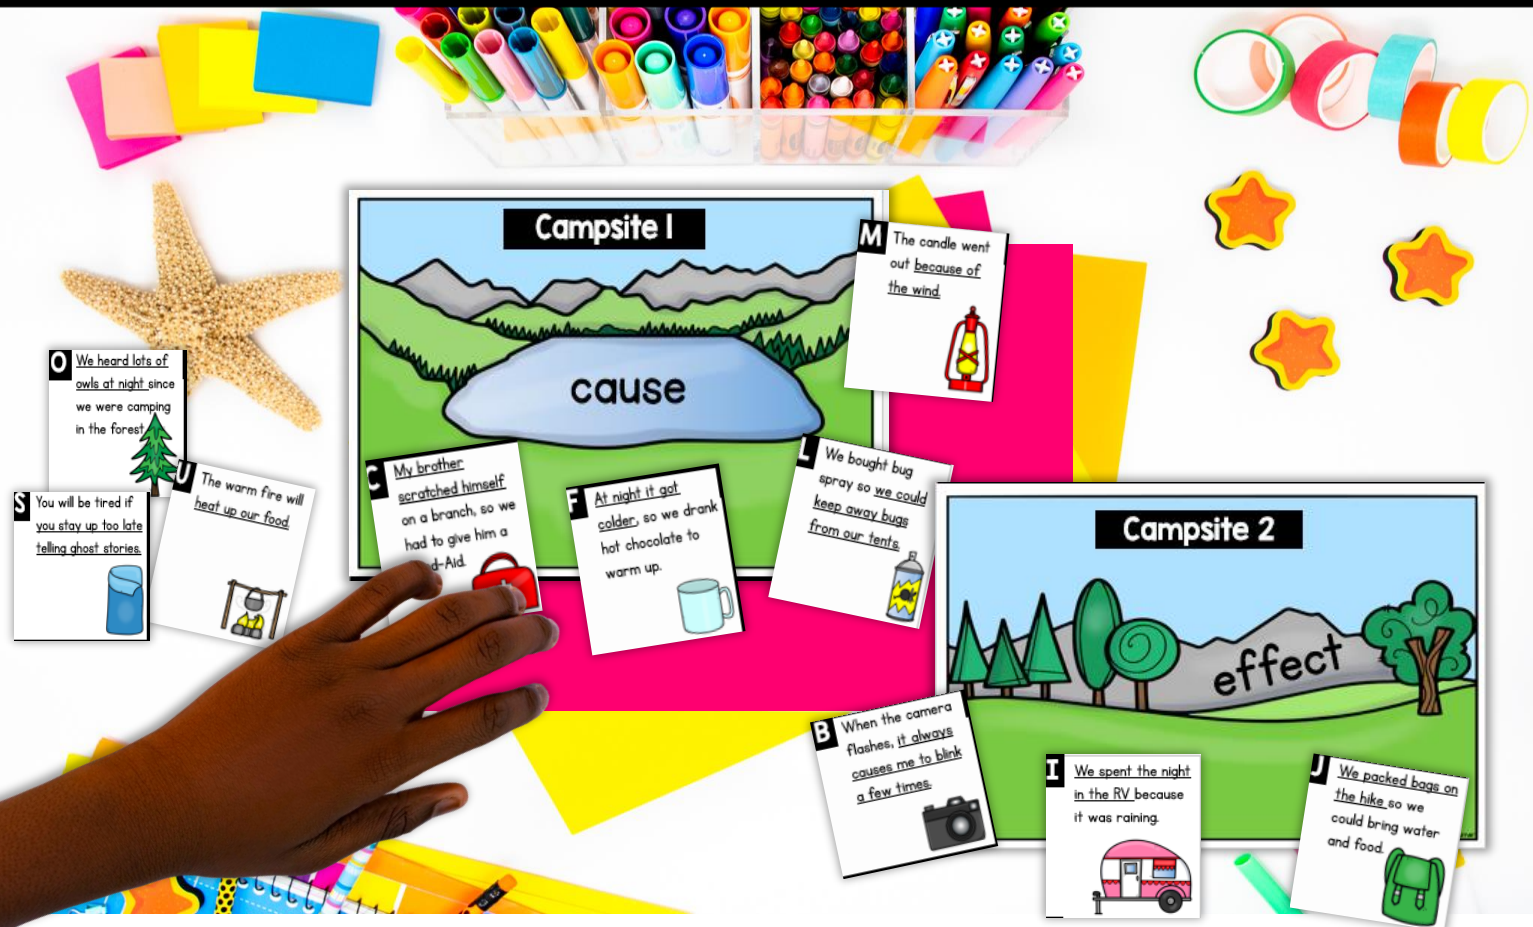 Campsite 1
cause
M
The candle went
out because of
the wind.
O
We heard lots of
owls at night since
we were camping
in the forest.
U
The warm fire will
heat up our food.
S
You will be tired if
you stay up too late
telling ghost stories.
C
My brother
scratched himself
on a branch, so we
had to give him a
d-Aid.
F
At night it got
colder, so we drank
hot chocolate to
warm up.
L
We bought bug
spray so we could
keep away bugs
from our tents.
Campsite 2
effect
B
When the camera
flashes, it always
causes me to blink
a few times.
I
We spent the night
in the RV because
it was raining.
J
We packed bags on
the hike so we
could bring water
and food.